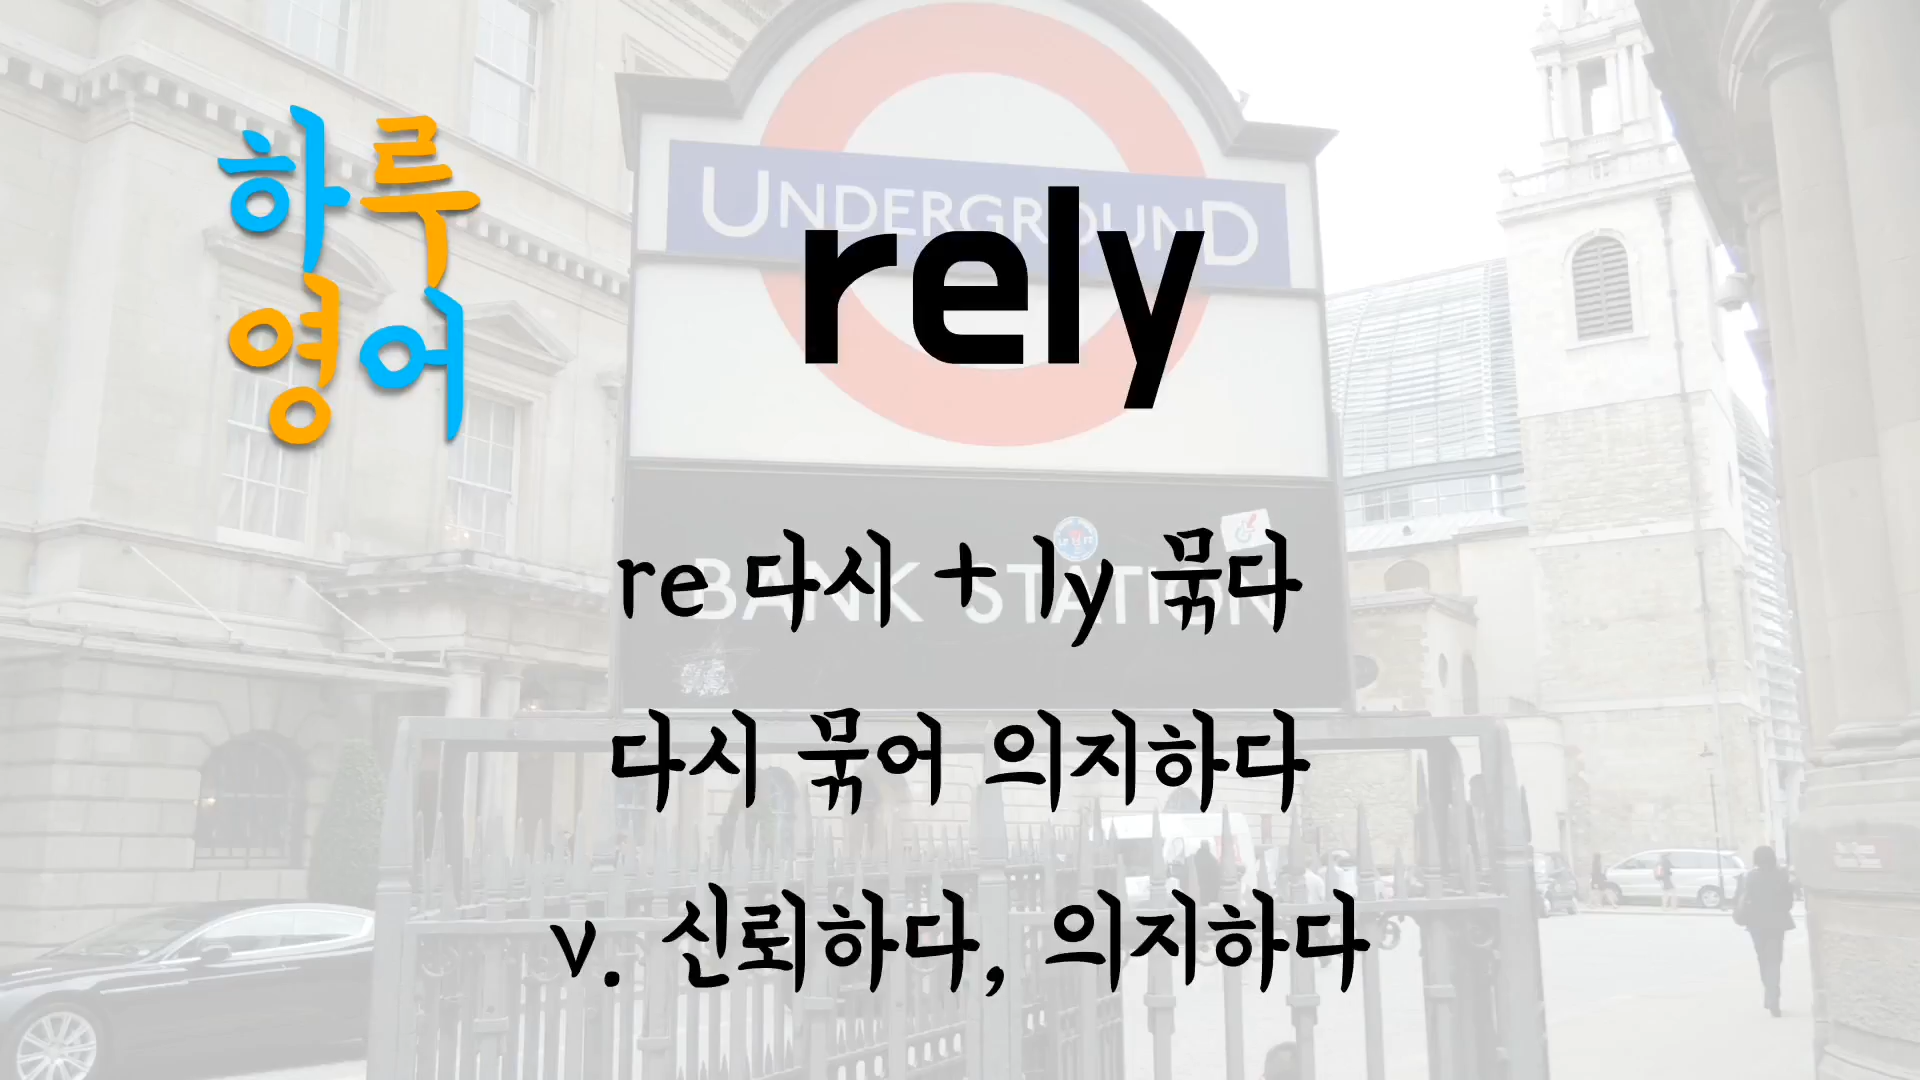 하루
영어
UNDERGROUND
rely
BANK STATION
re 다시 + ly 묶다
다시 묶어 의지하다
v. 신뢰하다, 의지하다